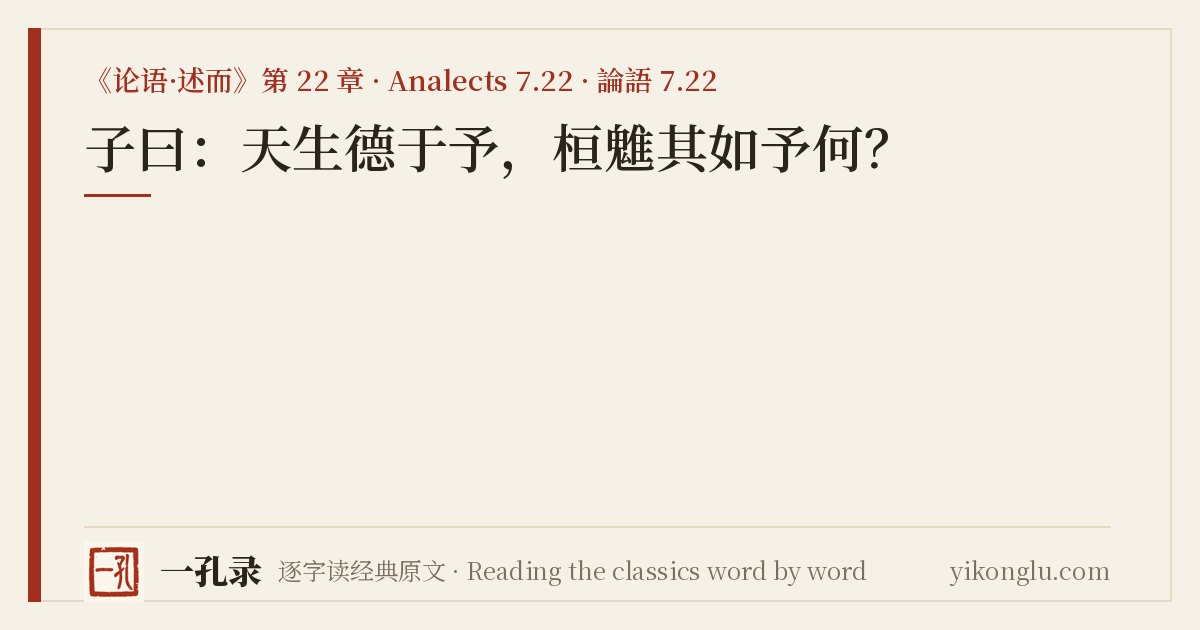 《论语·述而》第 22 章 · Analects 7.22 · 論語 7.22
子曰：天生德于予，桓魋其如予何？
一孔
一孔录 逐字读经典原文 · Reading the classics word by word yikonglu.com